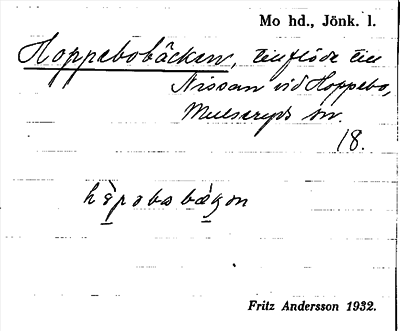 Mo hd., Jönk. l.
Hoppebobäcken, tillflöde till
Nissan vid Hoppebo,
Mulseryds sn.
18.
Fritz Andersson 1932.